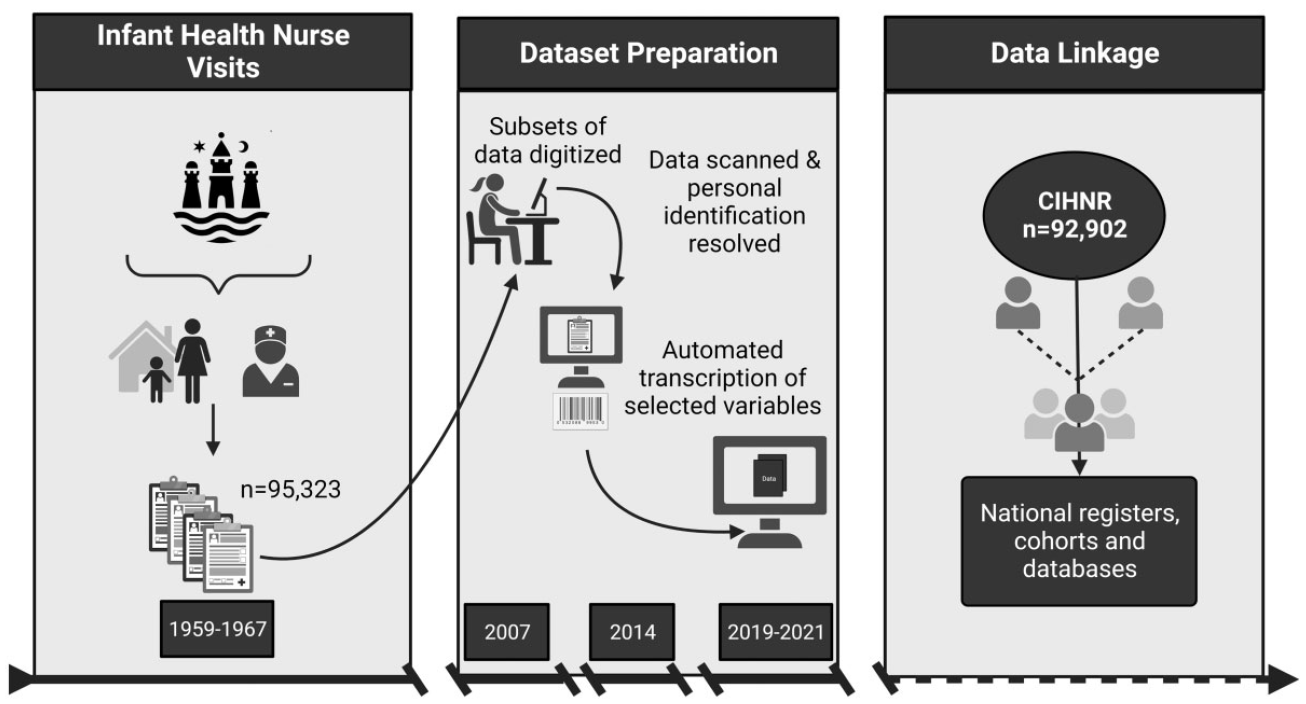 Infant Health Nurse
Visits
n=95,323
1959-1967
Dataset Preparation
Subsets of
data digitized
Data scanned &
personal
identification
resolved
Automated
transcription of
selected variables
Data
2007
2014
2019-2021
Data Linkage
CIHNR
n=92,902
National registers,
cohorts and
databases